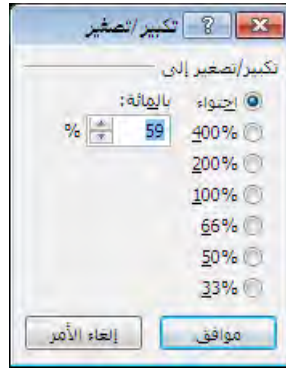 تكبير/تصغير
تكبير/تصغير إلى
احتواء
بالمائة:
400%
59 %
200%
100%
66%
50%
33%
موافق
إلغاء الأمر